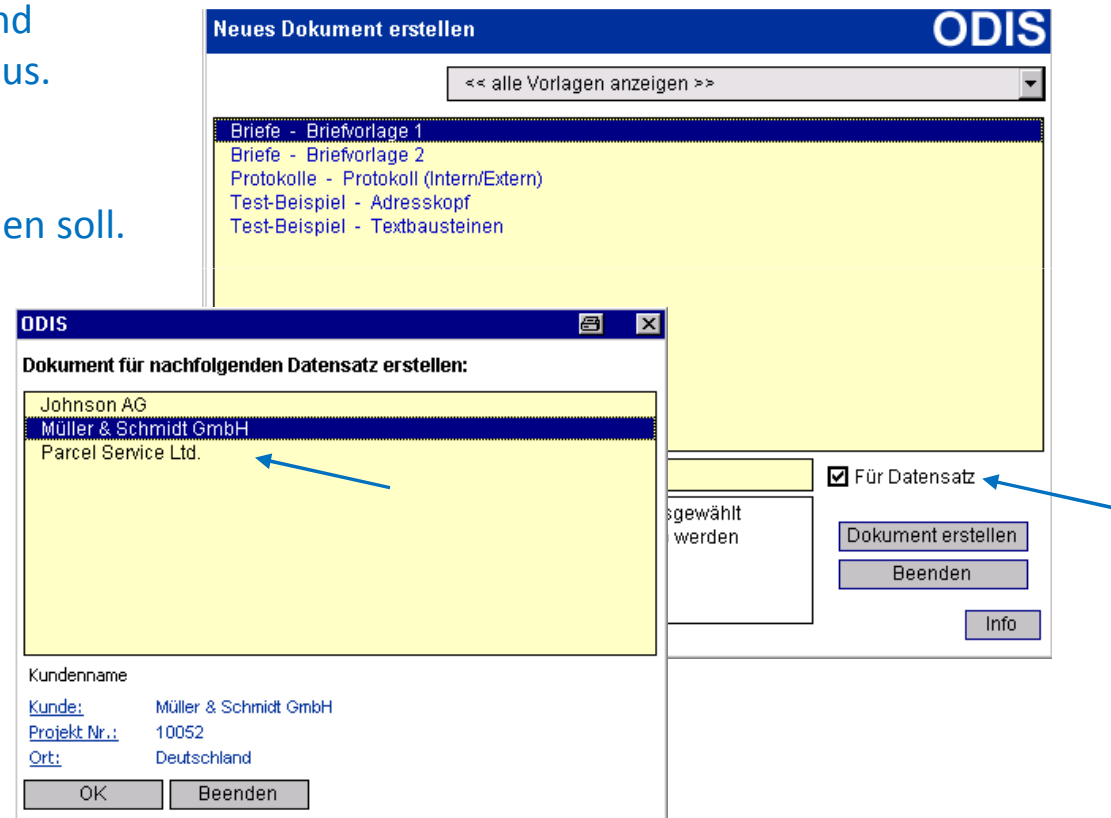 nd
us.
en soll.
Neues Dokument erstellen
ODIS
<< alle Vorlagen anzeigen >>
Briefe - Briefvorlage 1
Briefe - Briefvorlage 2
Protokolle - Protokoll (Intern/Extern)
Test-Beispiel - Adresskopf
Test-Beispiel - Textbausteinen
Für Datensatz
sgewählt
werden
Dokument erstellen
Beenden
Info
ODIS
Dokument für nachfolgenden Datensatz erstellen:
Johnson AG
Müller & Schmidt GmbH
Parcel Service Ltd.
Kundenname
Kunde: Müller & Schmidt GmbH
Projekt Nr.: 10052
Ort: Deutschland
OK Beenden